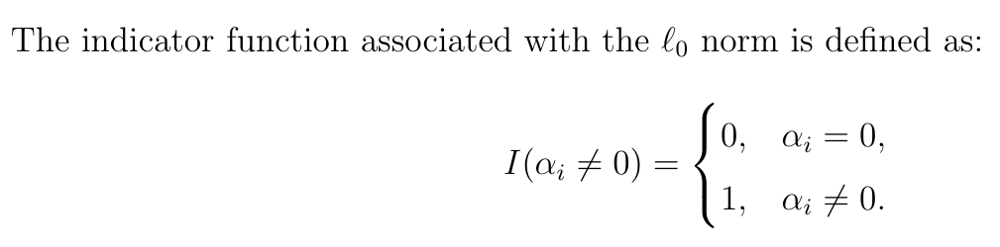 The indicator function associated with the ℓ₀ norm is defined as:
I(αᵢ ≠ 0) = { 0, αᵢ = 0,
1, αᵢ ≠ 0.